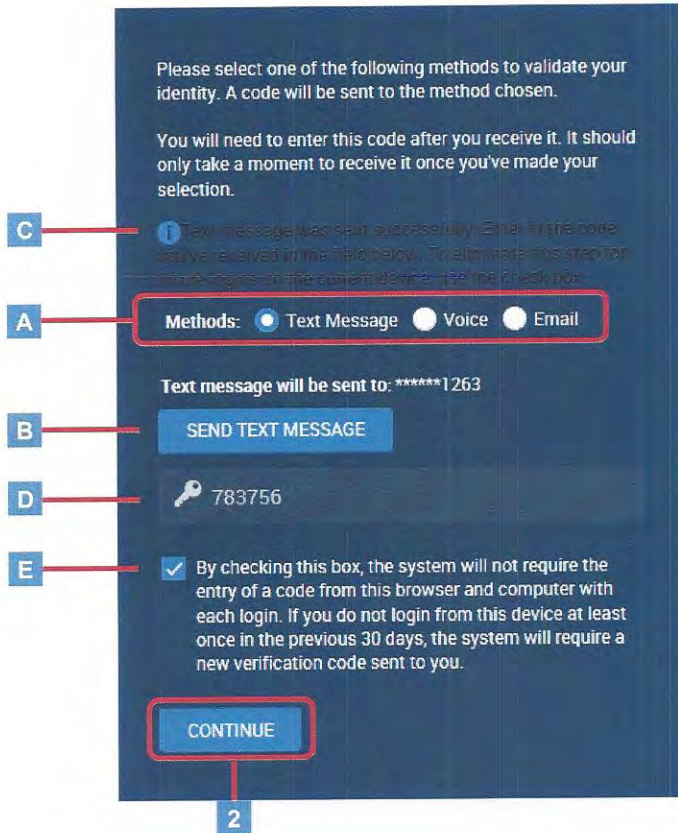 Please select one of the following methods to validate your
identity. A code will be sent to the method chosen.
You will need to enter this code after you receive it. It should
only take a moment to receive it once you've made your
selection.
C
Text message was sent successfully. Enter in the code
you've received in the field below. To eliminate this step for
future logins on the current device, use the check box.
A
Methods: Text Message Voice Email
Text message will be sent to: ******1263
B
SEND TEXT MESSAGE
D
783756
E
By checking this box, the system will not require the
entry of a code from this browser and computer with
each login. If you do not login from this device at least
once in the previous 30 days, the system will require a
new verification code sent to you.
CONTINUE
2